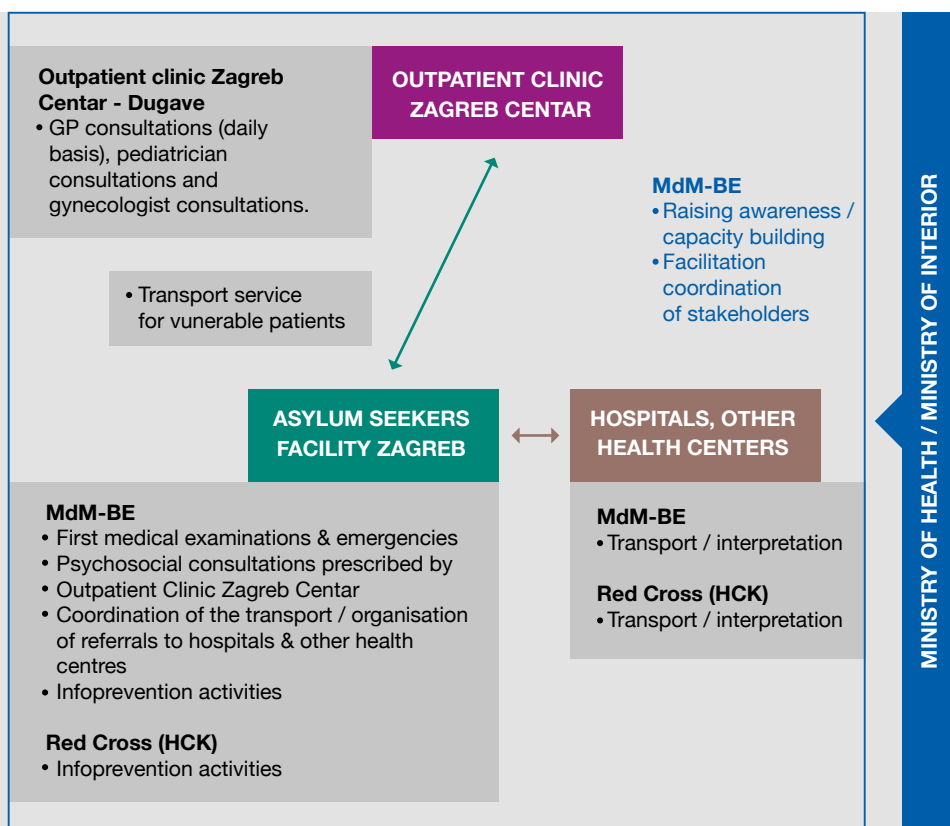 Outpatient clinic Zagreb
Centar - Dugave
• GP consultations (daily
basis), pediatrician
consultations and
gynecologist consultations.
OUTPATIENT CLINIC
ZAGREB CENTAR
MdM-BE
• Raising awareness /
capacity building
• Facilitation
coordination
of stakeholders
• Transport service
for vunerable patients
ASYLUM SEEKERS
FACILITY ZAGREB
HOSPITALS, OTHER
HEALTH CENTERS
MdM-BE
• First medical examinations & emergencies
• Psychosocial consultations prescribed by
• Outpatient Clinic Zagreb Centar
• Coordination of the transport / organisation
of referrals to hospitals & other health
centres
• Infoprevention activities
Red Cross (HCK)
• Infoprevention activities
MdM-BE
• Transport / interpretation
Red Cross (HCK)
• Transport / interpretation
MINISTRY OF HEALTH / MINISTRY OF INTERIOR